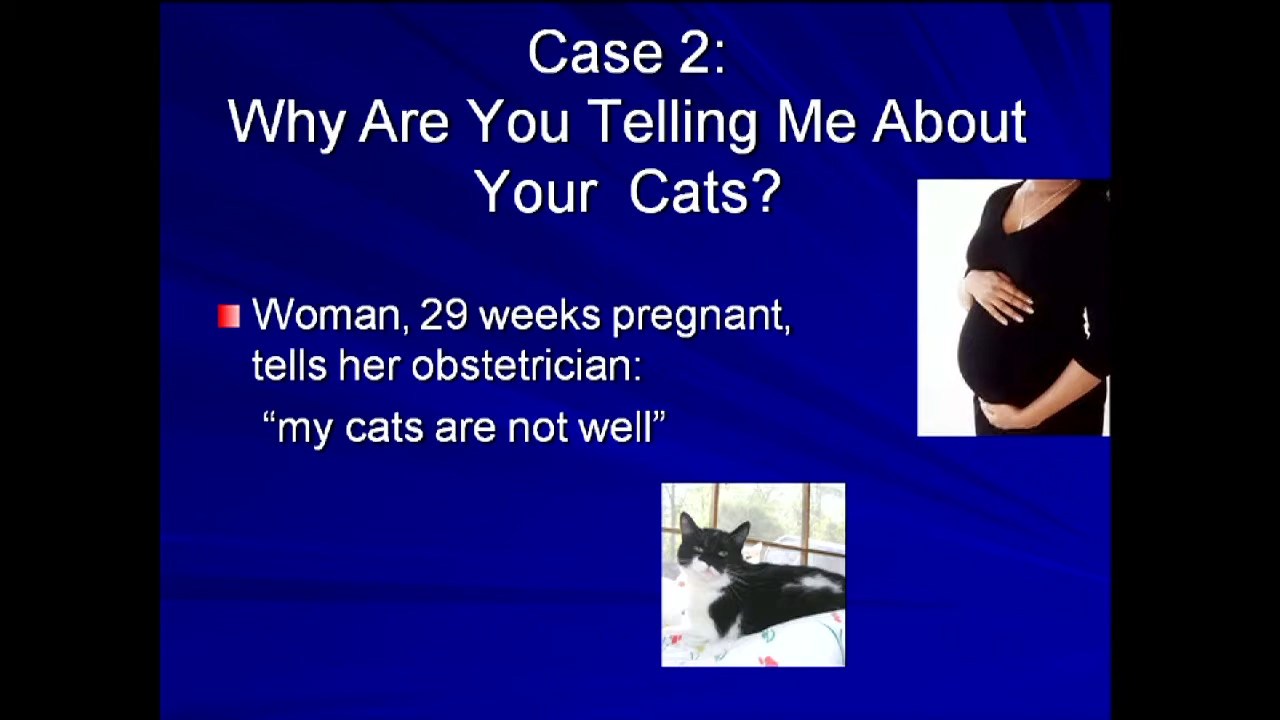 Case 2:
Why Are You Telling Me About
Your Cats?
Woman, 29 weeks pregnant,
tells her obstetrician:
“my cats are not well”